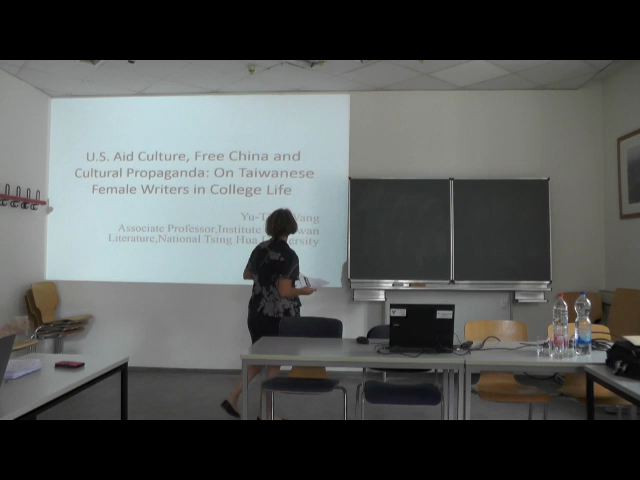 U.S. Aid Culture, Free China and
Cultural Propaganda: On Taiwanese
Female Writers in College Life
Wang
Associate Professor,Institute
Literature,National Tsing Hua